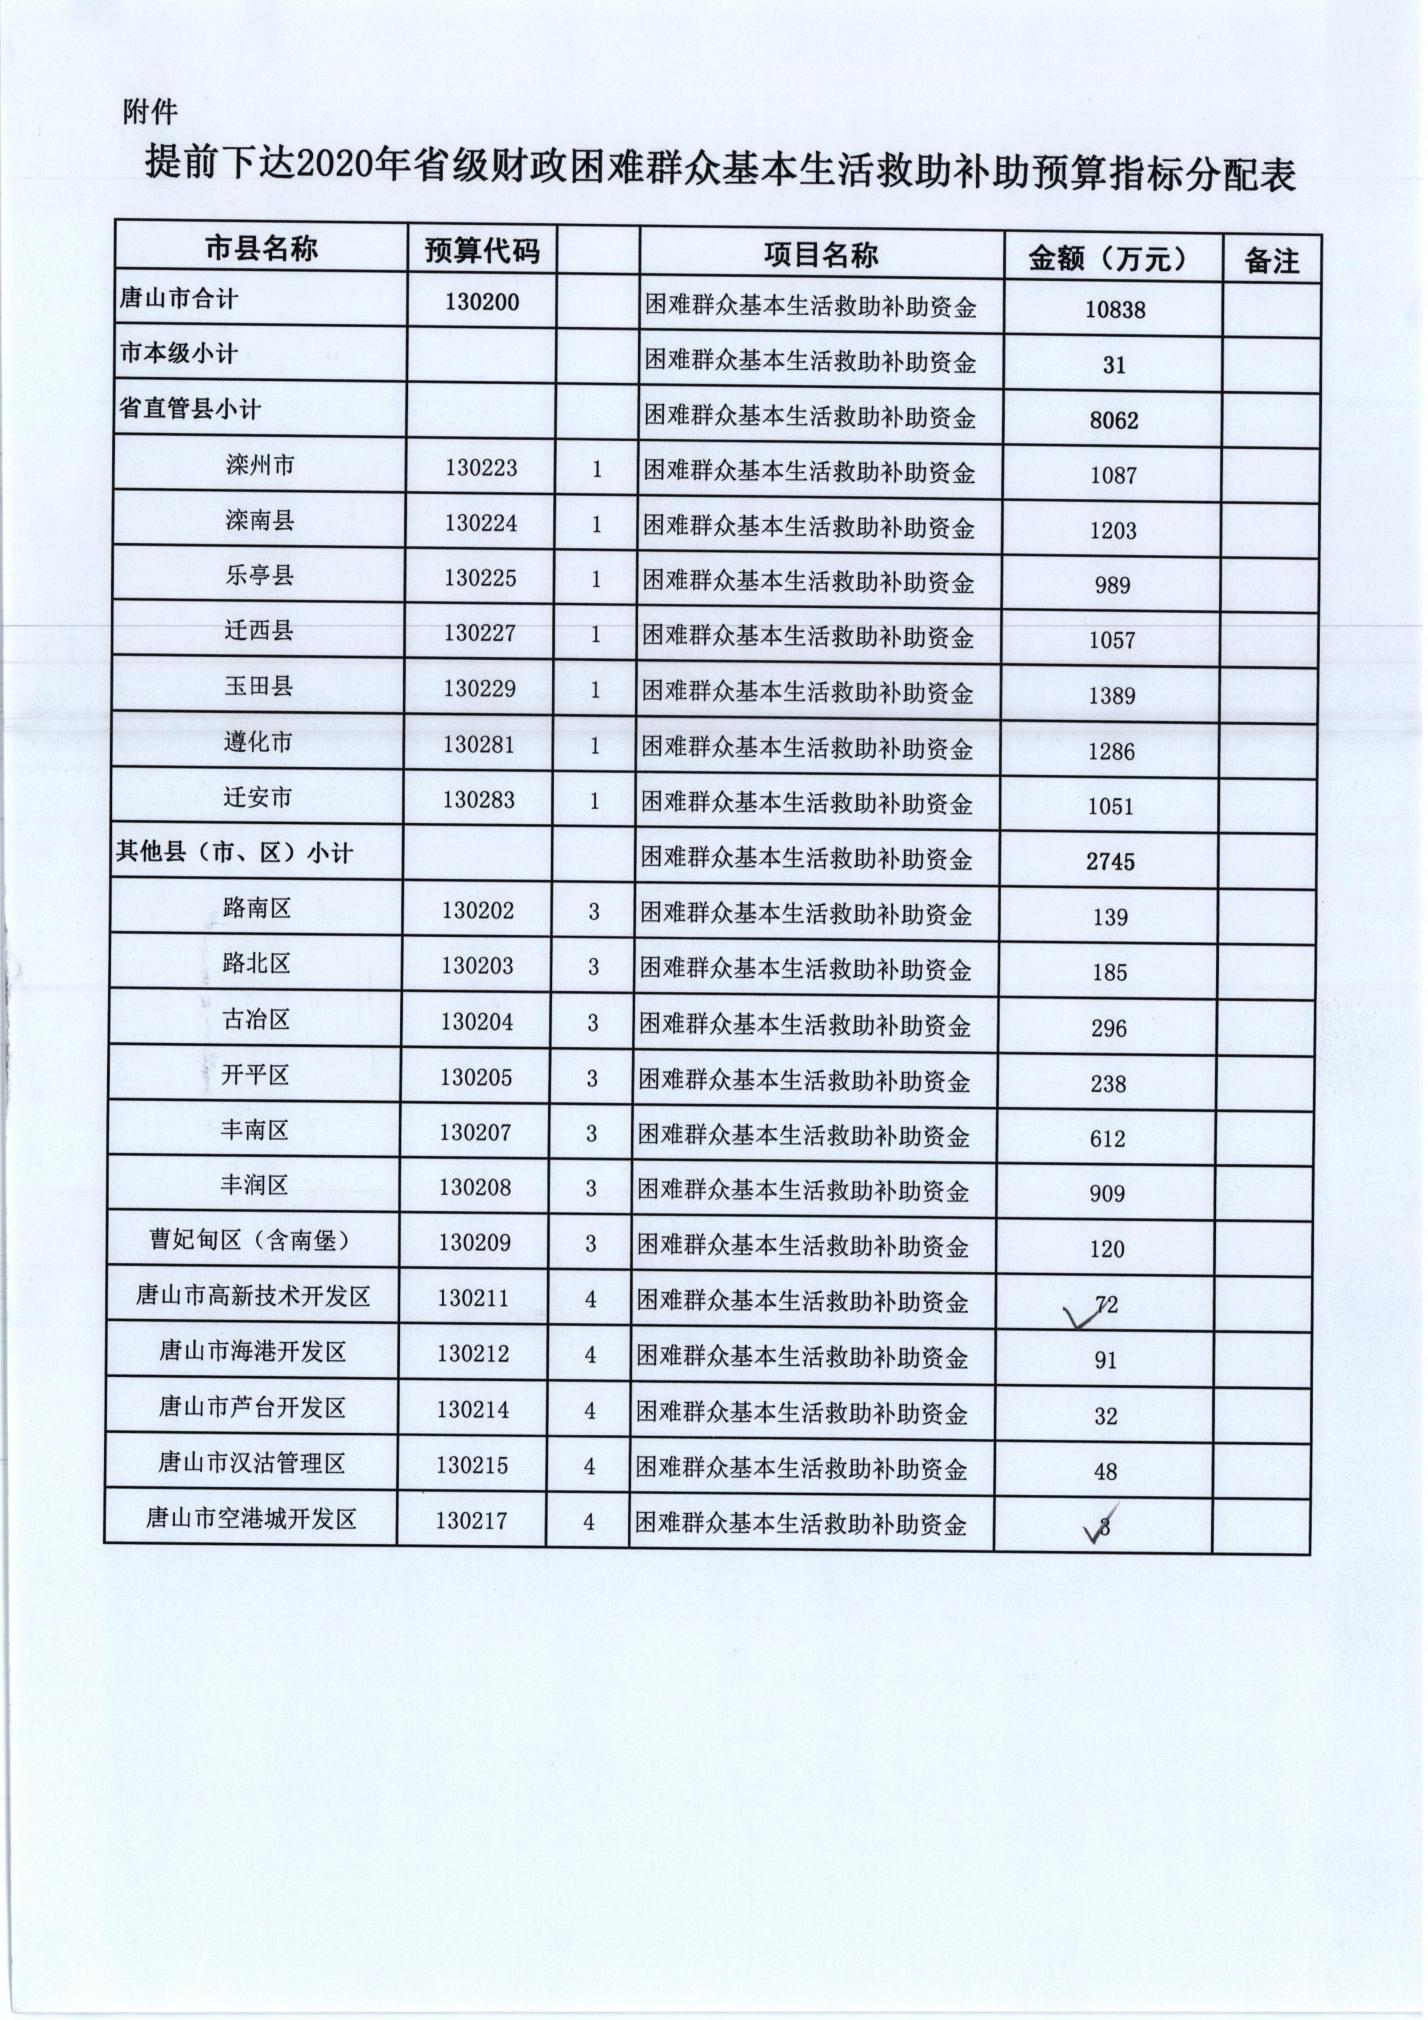 附件
提前下达2020年省级财政困难群众基本生活救助补助预算指标分配表
市县名称 预算代码 项目名称 金额（万元） 备注
唐山市合计 130200 困难群众基本生活救助补助资金 10838
市本级小计 困难群众基本生活救助补助资金 31
省直管县小计 困难群众基本生活救助补助资金 8062
滦州市 130223 1 困难群众基本生活救助补助资金 1087
滦南县 130224 1 困难群众基本生活救助补助资金 1203
乐亭县 130225 1 困难群众基本生活救助补助资金 989
迁西县 130227 1 困难群众基本生活救助补助资金 1057
玉田县 130229 1 困难群众基本生活救助补助资金 1389
遵化市 130281 1 困难群众基本生活救助补助资金 1286
迁安市 130283 1 困难群众基本生活救助补助资金 1051
其他县（市、区）小计 困难群众基本生活救助补助资金 2745
路南区 130202 3 困难群众基本生活救助补助资金 139
路北区 130203 3 困难群众基本生活救助补助资金 185
古冶区 130204 3 困难群众基本生活救助补助资金 296
开平区 130205 3 困难群众基本生活救助补助资金 238
丰南区 130207 3 困难群众基本生活救助补助资金 612
丰润区 130208 3 困难群众基本生活救助补助资金 909
曹妃甸区（含南堡） 130209 3 困难群众基本生活救助补助资金 120
唐山市高新技术开发区 130211 4 困难群众基本生活救助补助资金 72
唐山市海港开发区 130212 4 困难群众基本生活救助补助资金 91
唐山市芦台开发区 130214 4 困难群众基本生活救助补助资金 32
唐山市汉沽管理区 130215 4 困难群众基本生活救助补助资金 48
唐山市空港城开发区 130217 4 困难群众基本生活救助补助资金 3